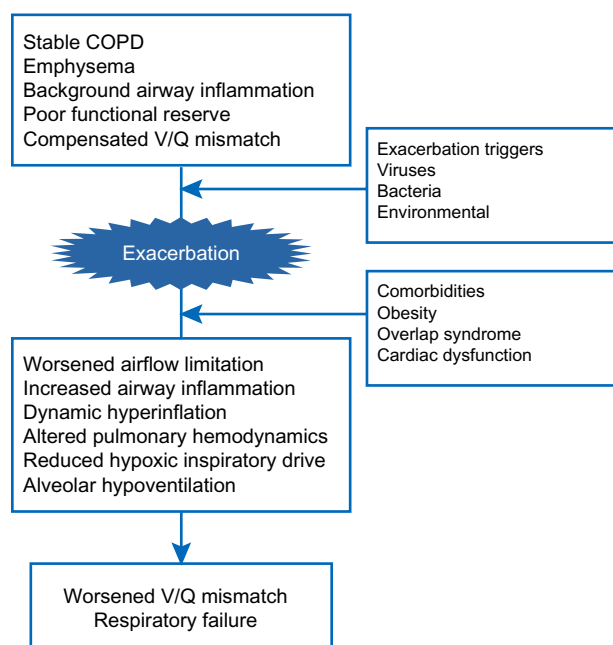 Stable COPD
Emphysema
Background airway inflammation
Poor functional reserve
Compensated V/Q mismatch
Exacerbation triggers
Viruses
Bacteria
Environmental
Exacerbation
Comorbidities
Obesity
Overlap syndrome
Cardiac dysfunction
Worsened airflow limitation
Increased airway inflammation
Dynamic hyperinflation
Altered pulmonary hemodynamics
Reduced hypoxic inspiratory drive
Alveolar hypoventilation
Worsened V/Q mismatch
Respiratory failure